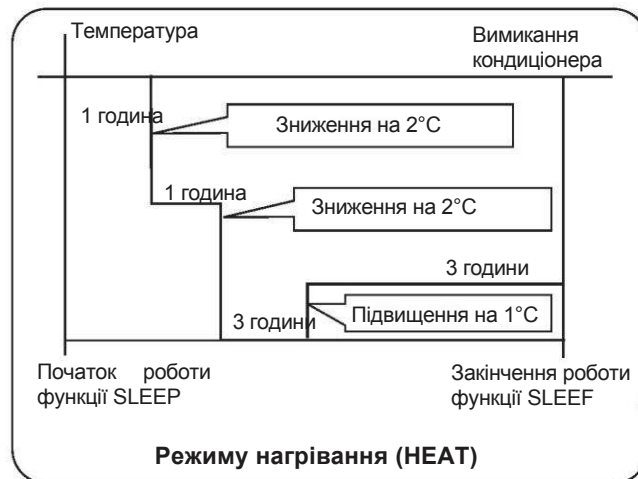 Температура
Вимикання
кондиціонера
1 година
Зниження на 2°C
1 година
Зниження на 2°C
3 години
3 години
Підвищення на 1°C
Початок роботи
функції SLEEP
Закінчення роботи
функції SLEEF
Режиму нагрівання (HEAT)